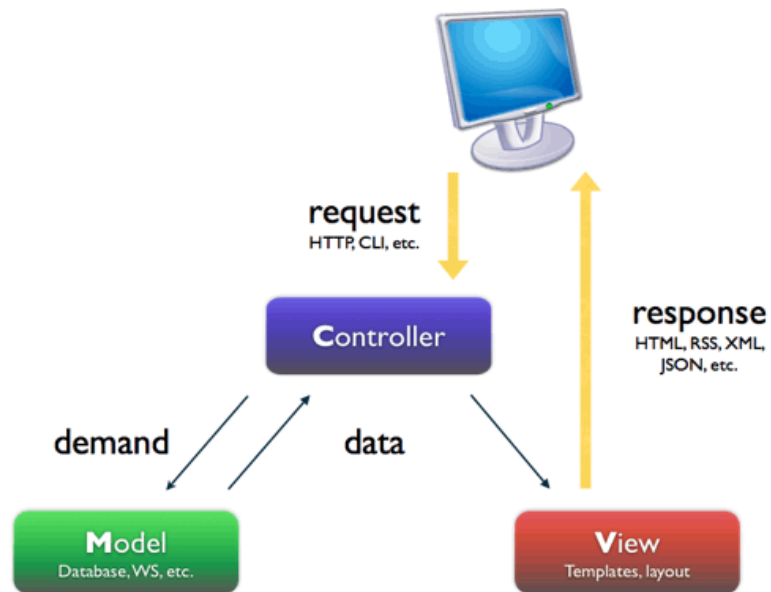 request
HTTP, CLI, etc.
Controller
response
HTML, RSS, XML,
JSON, etc.
demand
data
Model
Database, WS, etc.
View
Templates, layout